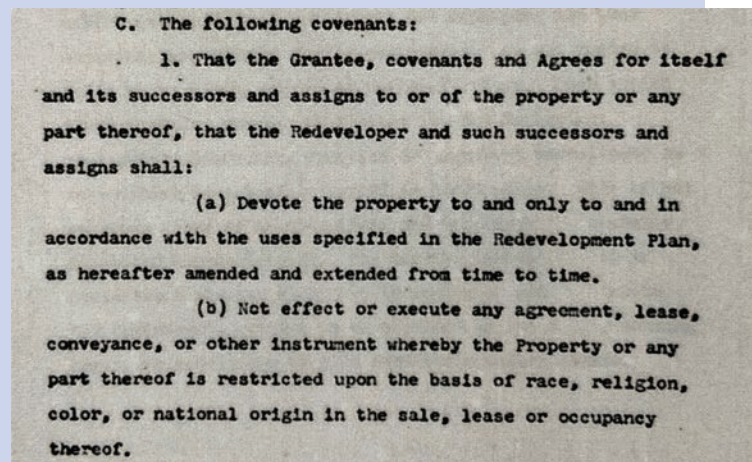 C. The following covenants:
1. That the Grantee, covenants and Agrees for itself
and its successors and assigns to or of the property or any
part thereof, that the Redeveloper and such successors and
assigns shall:
(a) Devote the property to and only to and in
accordance with the uses specified in the Redevelopment Plan,
as hereafter amended and extended from time to time.
(b) Not effect or execute any agreement, lease,
conveyance, or other instrument whereby the Property or any
part thereof is restricted upon the basis of race, religion,
color, or national origin in the sale, lease or occupancy
thereof.